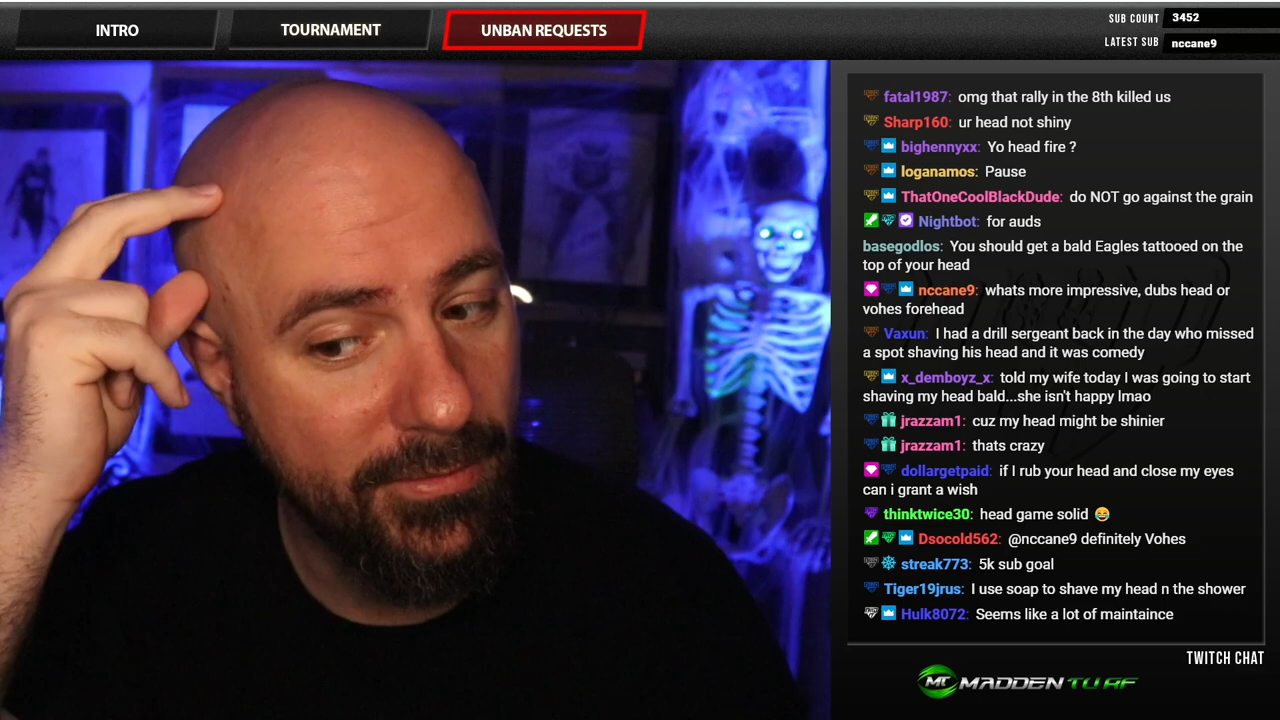 INTRO
TOURNAMENT
UNBAN REQUESTS
SUB COUNT 3452
LATEST SUB nccane9
fatal1987: omg that rally in the 8th killed us
Sharp160: ur head not shiny
bighennyxx: Yo head fire ?
loganamos: Pause
ThatOneCoolBlackDude: do NOT go against the grain
Nightbot: for auds
basegodlos: You should get a bald Eagles tattooed on the
top of your head
nccane9: whats more impressive, dubs head or
vohes forehead
Vaxun: I had a drill sergeant back in the day who missed
a spot shaving his head and it was comedy
x_demboyz_x: told my wife today I was going to start
shaving my head bald...she isn't happy lmao
jrazzam1: cuz my head might be shinier
jrazzam1: thats crazy
dollargetpaid: if I rub your head and close my eyes
can i grant a wish
thinktwice30: head game solid 😂
Dsocold562: @nccane9 definitely Vohes
streak773: 5k sub goal
Tiger19jrus: I use soap to shave my head n the shower
Hulk8072: Seems like a lot of maintaince
TWITCH CHAT
MT MADDEN TURF